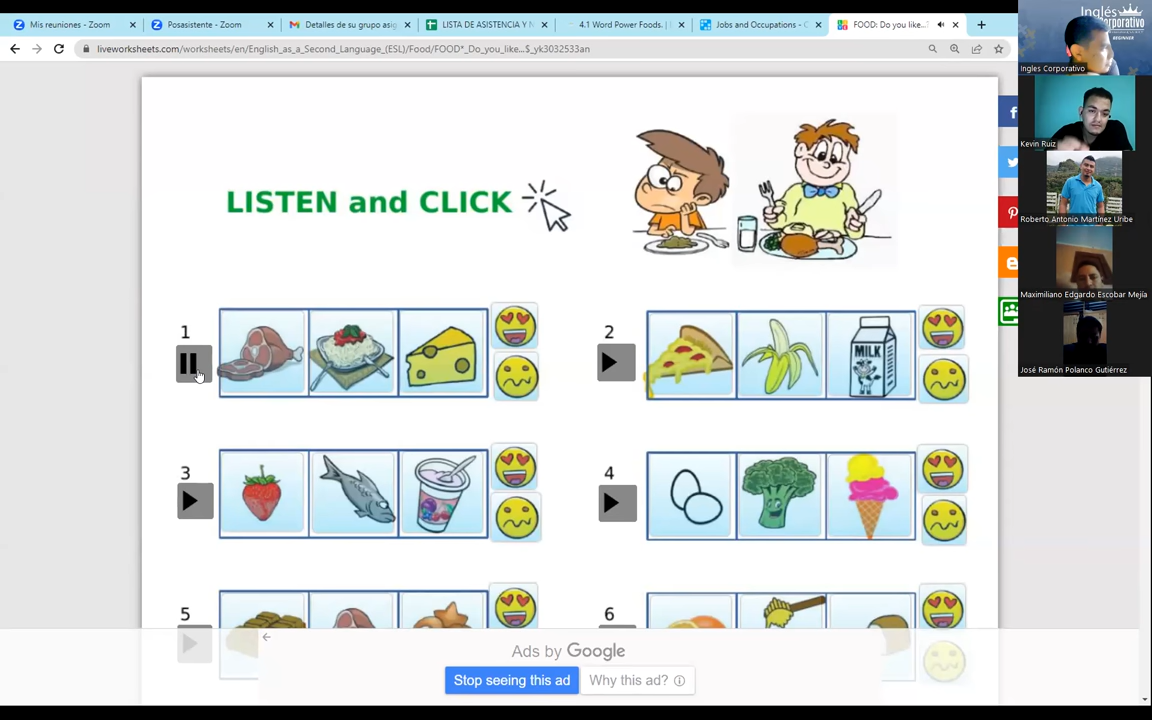 Mis reuniones - Zoom
Posasistente - Zoom
Detalles de su grupo asig
LISTA DE ASISTENCIA Y N
4.1 Word Power Foods.
Jobs and Occupations - C
FOOD: Do you like...
liveworksheets.com/worksheets/en/English_as_a_Second_Language_(ESL)/Food/FOOD*_Do_you_like...$_yk3032533an
Inglés
Corporativo
BEGINNER
Ingles Corporativo
Kevin Ruiz
Roberto Antonio Martinez Uribe
Maximiliano Edgardo Escobar Mejía
José Ramón Polanco Gutiérrez
LISTEN and CLICK
1
2
MILK
3
4
5
6
Ads by Google
Stop seeing this ad
Why this ad?